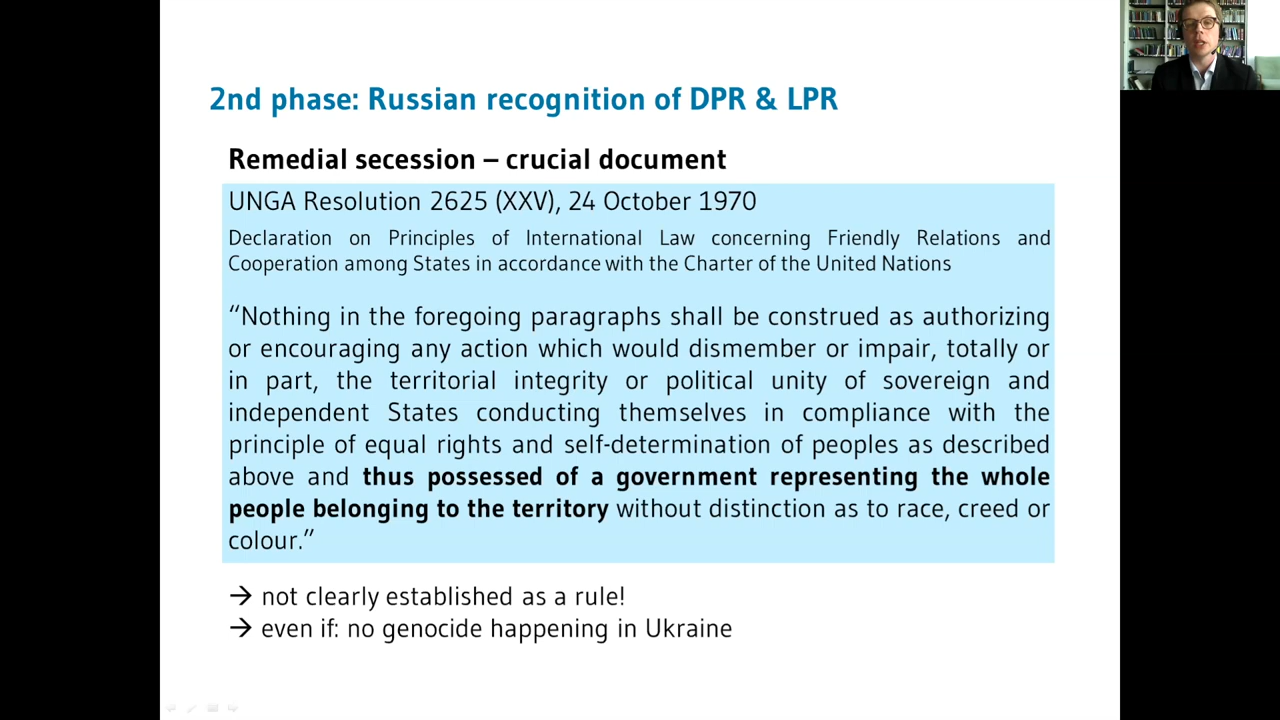 2nd phase: Russian recognition of DPR & LPR
Remedial secession – crucial document
UNGA Resolution 2625 (XXV), 24 October 1970
Declaration on Principles of International Law concerning Friendly Relations and
Cooperation among States in accordance with the Charter of the United Nations
“Nothing in the foregoing paragraphs shall be construed as authorizing
or encouraging any action which would dismember or impair, totally or
in part, the territorial integrity or political unity of sovereign and
independent States conducting themselves in compliance with the
principle of equal rights and self-determination of peoples as described
above and thus possessed of a government representing the whole
people belonging to the territory without distinction as to race, creed or
colour.”
→ not clearly established as a rule!
→ even if: no genocide happening in Ukraine